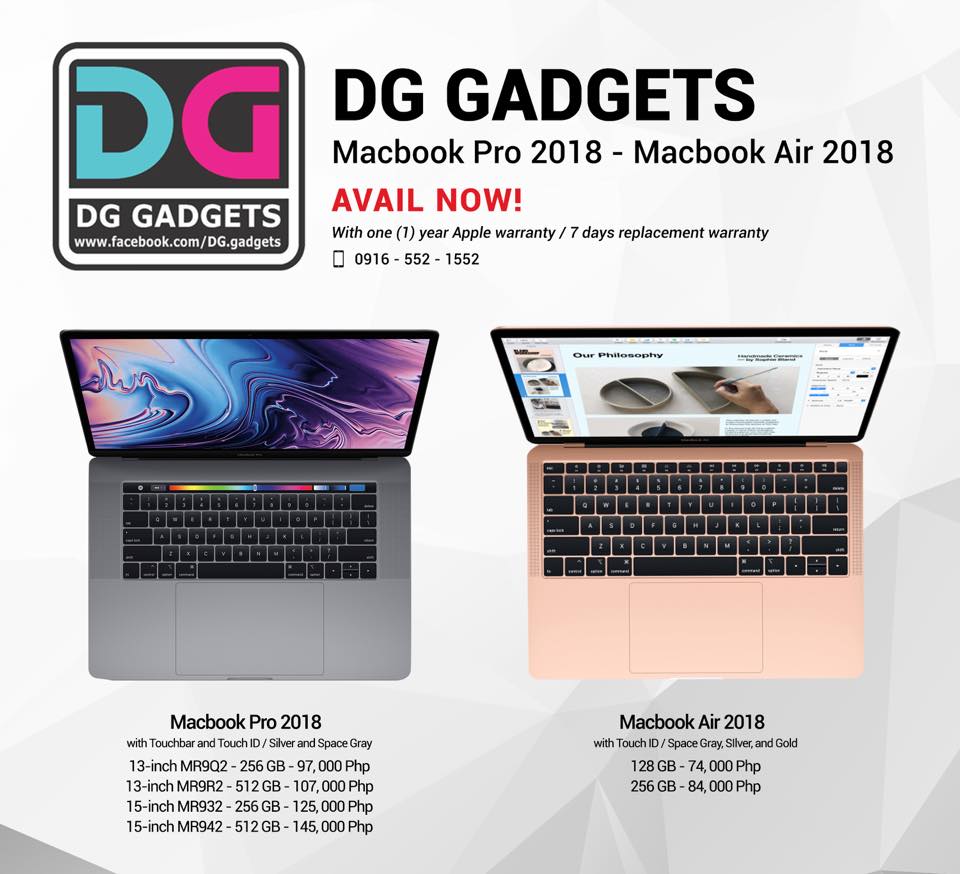 DG
DG GADGETS
www.facebook.com/DG.gadgets
DG GADGETS
Macbook Pro 2018 - Macbook Air 2018
AVAIL NOW!
With one (1) year Apple warranty / 7 days replacement warranty
0916 - 552 - 1552
Our Philosophy
Handmade Ceramics
— by Sophie Bland
Macbook Pro 2018
with Touchbar and Touch ID / Silver and Space Gray
13-inch MR9Q2 - 256 GB - 97, 000 Php
13-inch MR9R2 - 512 GB - 107, 000 Php
15-inch MR932 - 256 GB - 125, 000 Php
15-inch MR942 - 512 GB - 145, 000 Php
Macbook Air 2018
with Touch ID / Space Gray, SIlver, and Gold
128 GB - 74, 000 Php
256 GB - 84, 000 Php